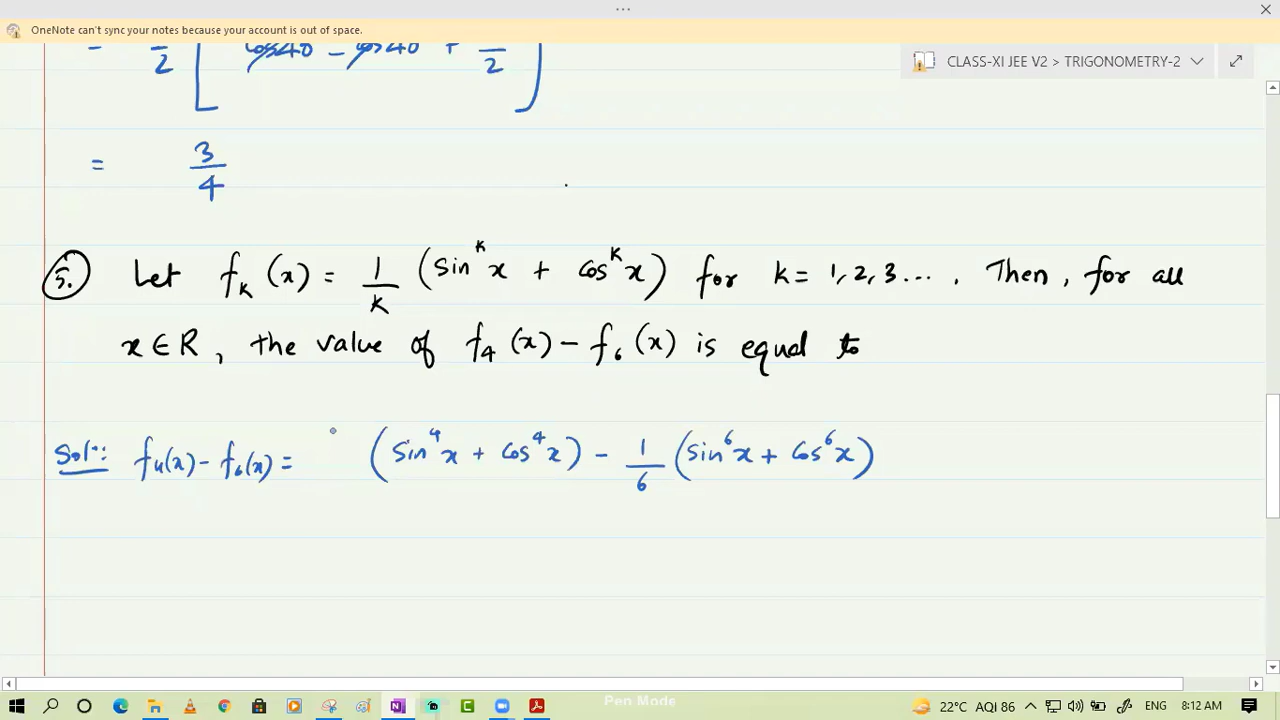 OneNote can't sync your notes because your account is out of space.
CLASS-XI JEE V2 > TRIGONOMETRY-2
= 3/4
5. Let f_k (x) = 1/k (sin^k x + cos^k x) for k = 1, 2, 3 ... . Then, for all
x ∈ R, the value of f_4 (x) - f_6 (x) is equal to
Soln: f_4(x) - f_6(x) = (sin^4 x + cos^4 x) - 1/6 (sin^6 x + cos^6 x)
Pen Mode
22°C AQI 86 ENG 8:12 AM